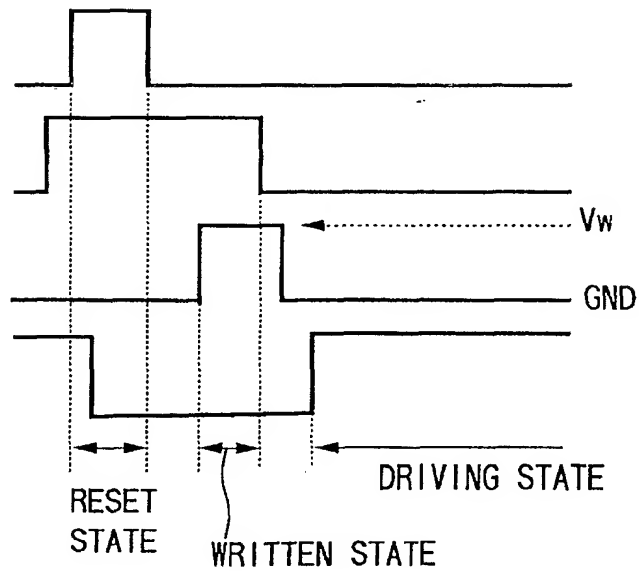 Vw
GND
DRIVING STATE
RESET
STATE
WRITTEN STATE